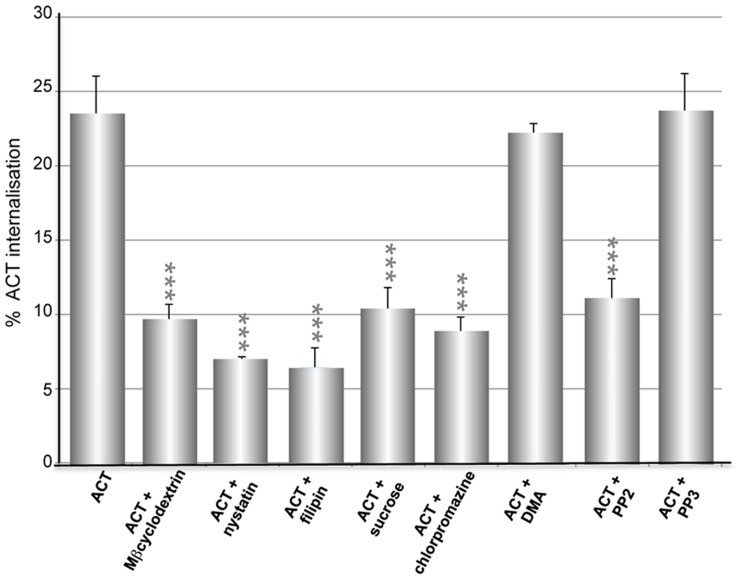 30
25
20
15
10
5
0
% ACT internalisation
***
***
***
***
***
***
ACT
ACT +
Mβcyclodextrin
ACT +
nystatin
ACT +
filipin
ACT +
sucrose
ACT +
chlorpromazine
ACT +
DMA
ACT +
PP2
ACT +
PP3